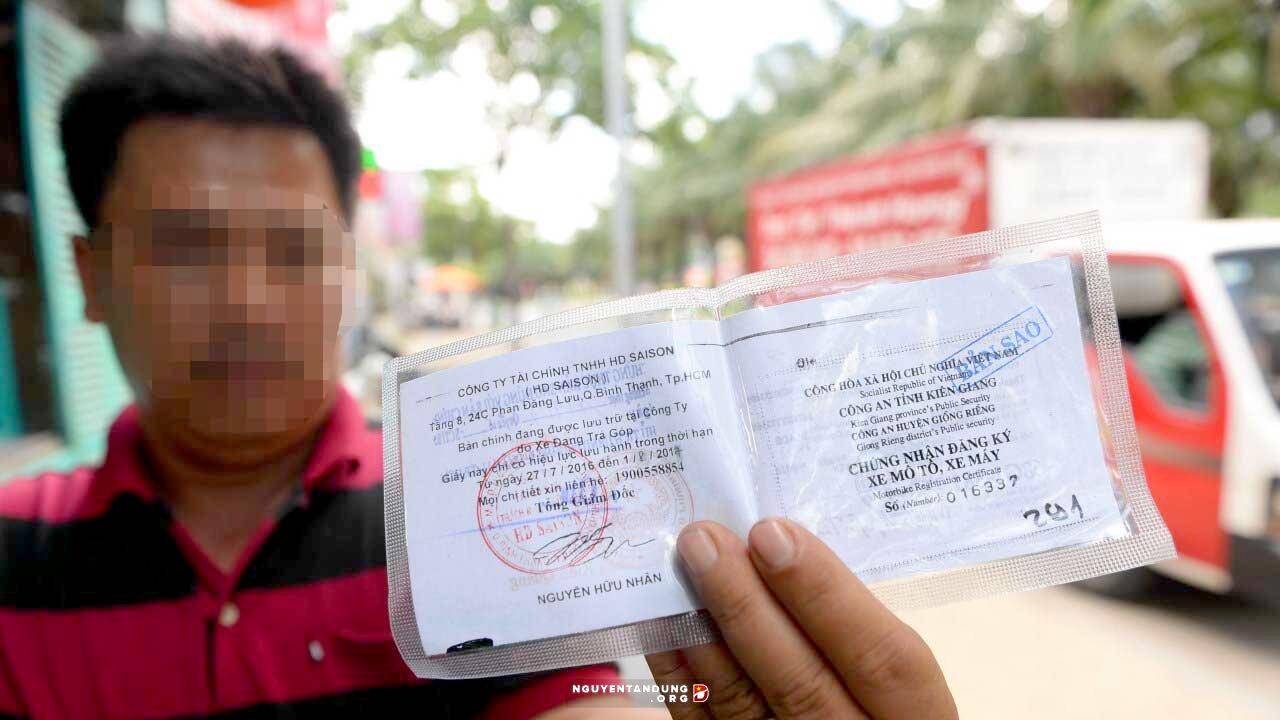 CÔNG TY TÀI CHÍNH TNHH HD SAISON
(HD SAISON)
Tầng 8, 24C Phan Đăng Lưu, Q.Bình Thạnh, Tp.HCM
Bản chính đang được lưu trữ tại Công Ty
do Xe Đang Trả Góp
Giấy này chỉ có hiệu lực lưu hành trong thời hạn
từ ngày 27/7/2016 đến 1/8/201
Mọi chi tiết xin liên hệ: 1900558854
Tổng Giám Đốc
HD SAISON
NGUYỄN HỮU NHÂN
BẢN SAO
CỘNG HÒA XÃ HỘI CHỦ NGHĨA VIỆT NAM
Socialist Republic of Vietnam
CÔNG AN TỈNH KIÊN GIANG
Kien Giang province's Public Security
CÔNG AN HUYỆN GIỒNG RIỀNG
Giong Rieng district's Public security
CHỨNG NHẬN ĐĂNG KÝ
XE MÔ TÔ, XE MÁY
Motorbike Registration Certificate
Số (Number): 016337
291
NGUYENTANDUNG
.ORG